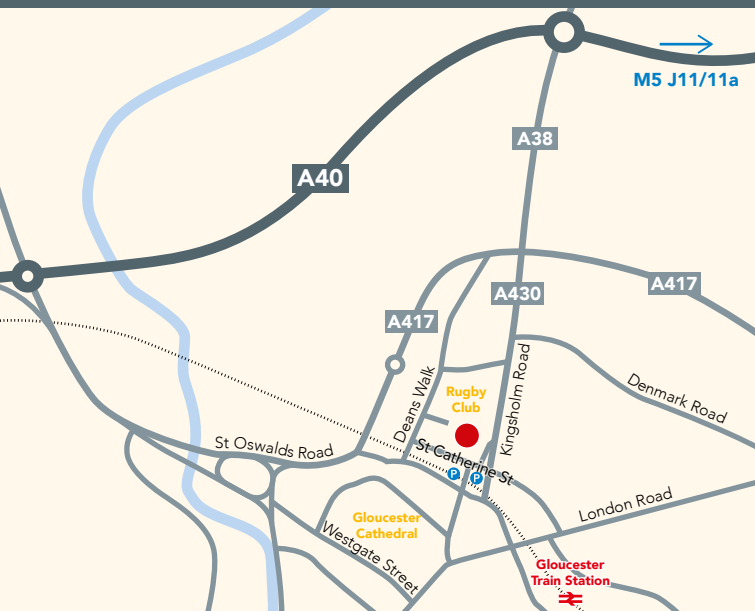 M5 J11/11a
A38
A40
A417
A430
A417
Kingsholm Road
Denmark Road
Deans Walk
Rugby
Club
St Oswalds Road
St Catherine St
P
P
London Road
Gloucester
Cathedral
Westgate Street
Gloucester
Train Station